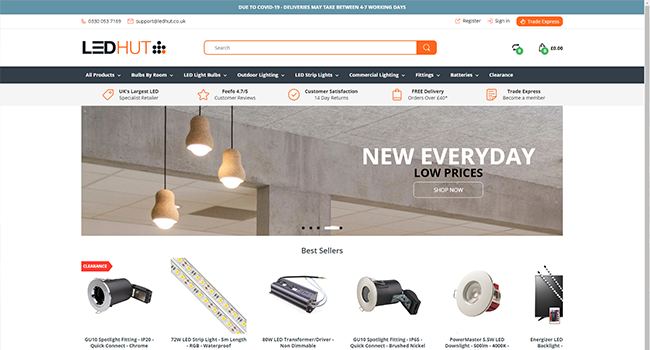 DUE TO COVID-19 - DELIVERIES MAY TAKE BETWEEN 4-7 WORKING DAYS
0330 053 7169 support@ledhut.co.uk Register Sign in Trade Express
LEDHUT Search 0 0 £0.00
All Products Bulbs By Room LED Light Bulbs Outdoor Lighting LED Strip Lights Commercial Lighting Fittings Batteries Clearance
UK's Largest LED Feefo 4.7/5 Customer Satisfaction FREE Delivery Trade Express
Specialist Retailer Customer Reviews 14 Day Returns Orders Over £40* Become a member
NEW EVERYDAY
LOW PRICES
SHOP NOW
Best Sellers
CLEARANCE
GU10 Spotlight Fitting - IP20 - 72W LED Strip Light - 5m Length 80W LED Transformer/Driver - GU10 Spotlight Fitting - IP65 - PowerMaster 5.5W LED Energizer LED
Quick Connect - Chrome - RGB - Waterproof Non Dimmable Quick Connect - Brushed Nickel Downlight - 500lm - 4000K - Backlight -